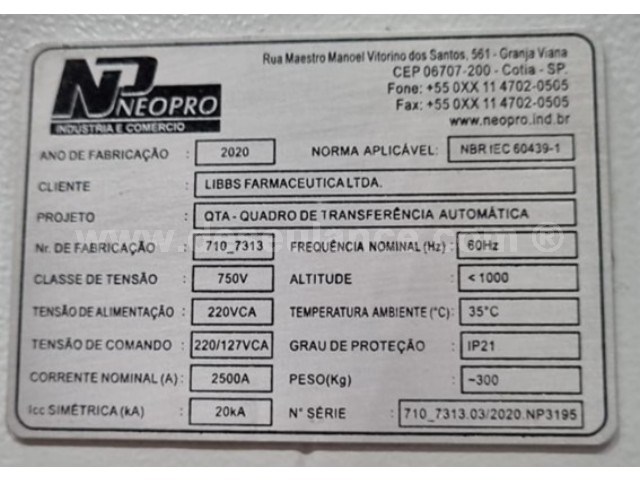 NP
NEOPRO
INDUSTRIA E COMÉRCIO
Rua Maestro Manoel Vitorino dos Santos, 561 - Granja Viana
CEP 06707-200 - Cotia - SP.
Fone: +55 0XX 11 4702-0505
Fax: +55 0XX 11 4702-0505
www.neopro.ind.br
ANO DE FABRICAÇÃO : 2020 NORMA APLICÁVEL: NBR IEC 60439-1
CLIENTE : LIBBS FARMACEUTICA LTDA.
PROJETO : QTA - QUADRO DE TRANSFERÊNCIA AUTOMÁTICA
Nr. DE FABRICAÇÃO : 710_7313 FREQUÊNCIA NOMINAL (Hz) : 60Hz
CLASSE DE TENSÃO : 750V ALTITUDE : < 1000
TENSÃO DE ALIMENTAÇÃO : 220VCA TEMPERATURA AMBIENTE (°C): 35°C
TENSÃO DE COMANDO : 220/127VCA GRAU DE PROTEÇÃO : IP21
CORRENTE NOMINAL (A) : 2500A PESO(Kg) : ~300
Icc SIMÉTRICA (kA) : 20kA N° SÉRIE : 710_7313.03/2020.NP3195